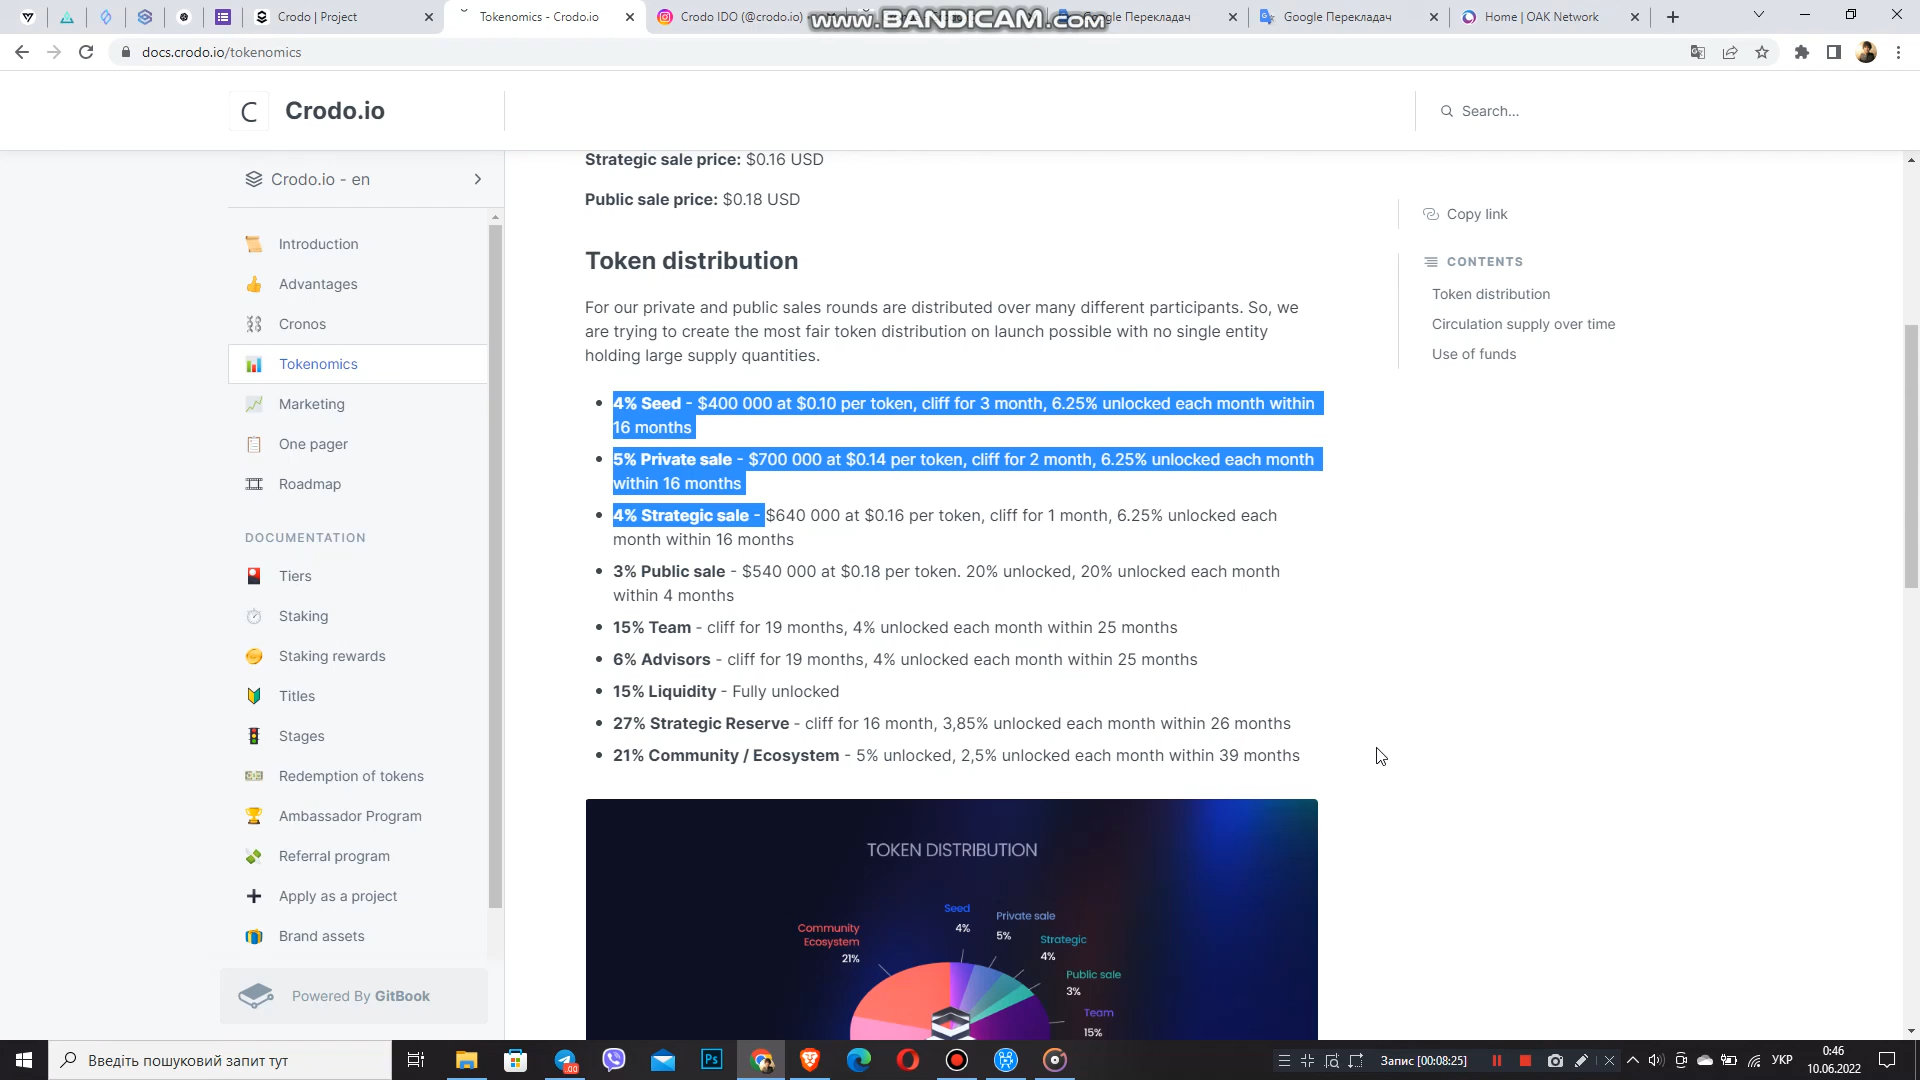 Crodo | Project
Tokenomics - Crodo.io
Crodo IDO (@crodo.io)
www.BANDICAM.com
Google Перекладач
Google Перекладач
Home | OAK Network
docs.crodo.io/tokenomics
C
Crodo.io
Search...
Crodo.io - en
Introduction
Advantages
Cronos
Tokenomics
Marketing
One pager
Roadmap
DOCUMENTATION
Tiers
Staking
Staking rewards
Titles
Stages
Redemption of tokens
Ambassador Program
Referral program
Apply as a project
Brand assets
Powered By GitBook
Strategic sale price: $0.16 USD
Public sale price: $0.18 USD
Token distribution
For our private and public sales rounds are distributed over many different participants. So, we
are trying to create the most fair token distribution on launch possible with no single entity
holding large supply quantities.
4% Seed - $400 000 at $0.10 per token, cliff for 3 month, 6.25% unlocked each month within
16 months
5% Private sale - $700 000 at $0.14 per token, cliff for 2 month, 6.25% unlocked each month
within 16 months
4% Strategic sale - $640 000 at $0.16 per token, cliff for 1 month, 6.25% unlocked each
month within 16 months
3% Public sale - $540 000 at $0.18 per token. 20% unlocked, 20% unlocked each month
within 4 months
15% Team - cliff for 19 months, 4% unlocked each month within 25 months
6% Advisors - cliff for 19 months, 4% unlocked each month within 25 months
15% Liquidity - Fully unlocked
27% Strategic Reserve - cliff for 16 month, 3,85% unlocked each month within 26 months
21% Community / Ecosystem - 5% unlocked, 2,5% unlocked each month within 39 months
TOKEN DISTRIBUTION
Seed
4%
Private sale
5%
Strategic
4%
Public sale
3%
Team
15%
Community
Ecosystem
21%
Copy link
CONTENTS
Token distribution
Circulation supply over time
Use of funds
Введіть пошуковий запит тут
Ps
Запис [00:08:25]
УКР
0:46
10.06.2022